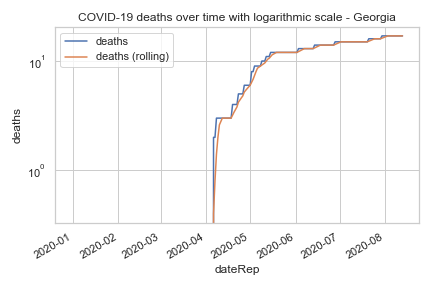 COVID-19 deaths over time with logarithmic scale - Georgia
deaths
deaths (rolling)
10¹
10⁰
deaths
2020-01
2020-02
2020-03
2020-04
2020-05
2020-06
2020-07
2020-08
dateRep